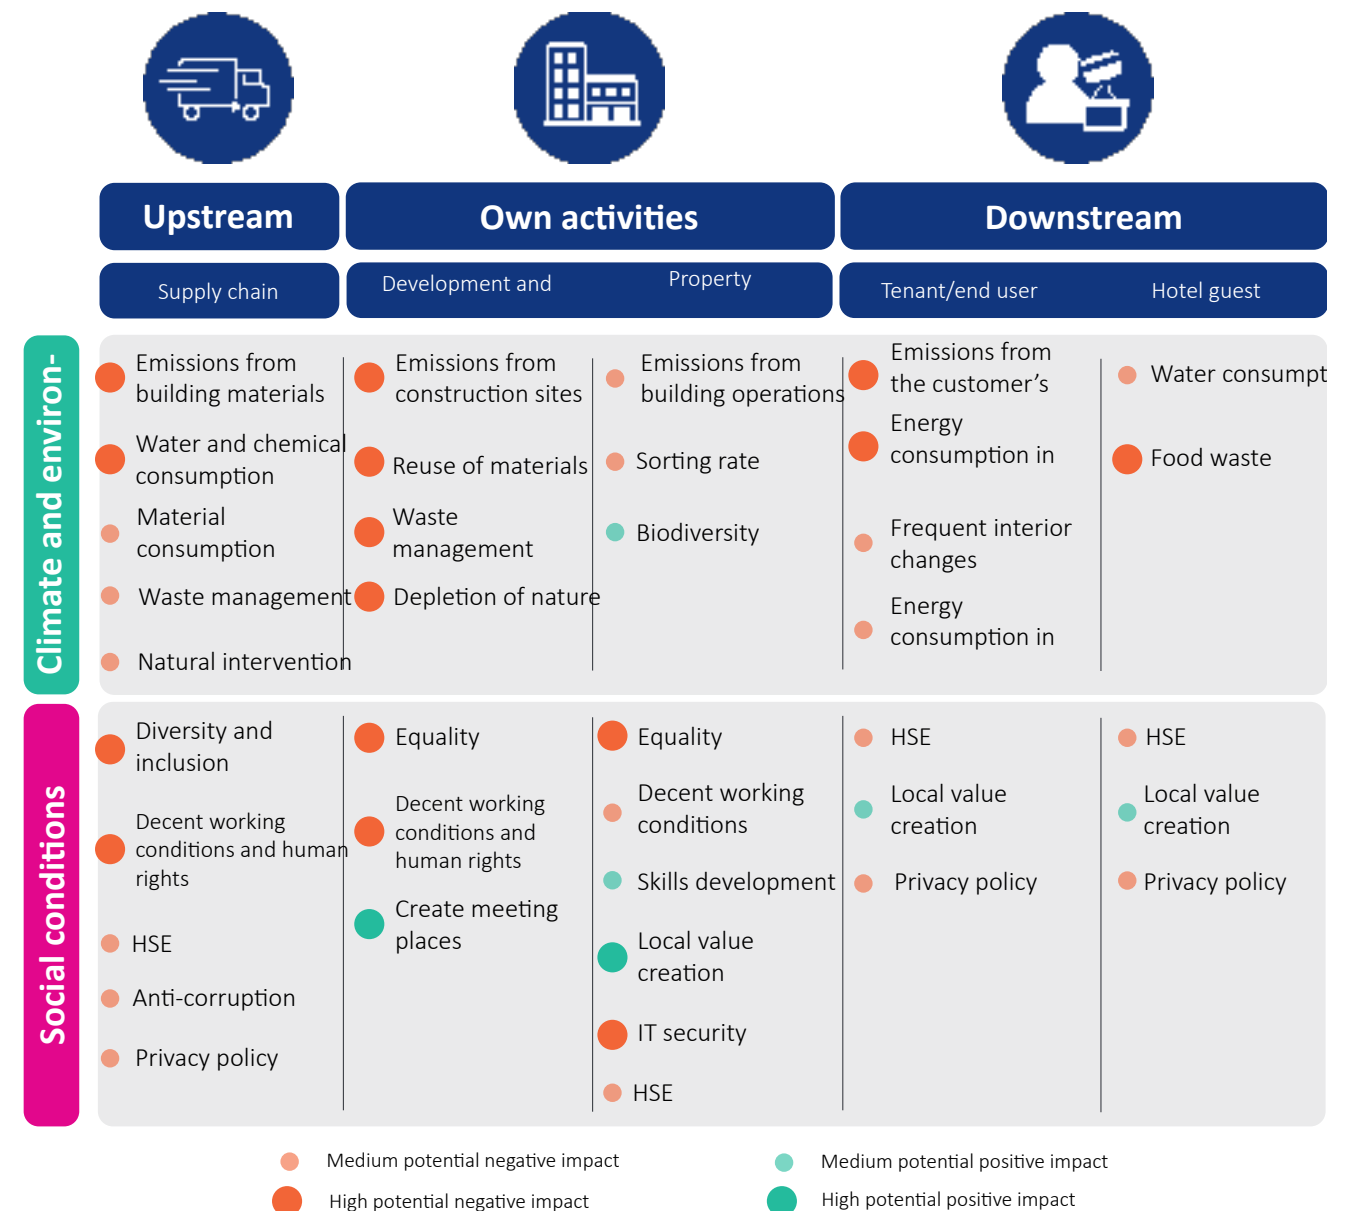 Upstream
Own activities
Downstream
Supply chain
Development and
Property
Tenant/end user
Hotel guest
Climate and environ-
Emissions from
building materials
Water and chemical
consumption
Material
consumption
Waste management
Natural intervention
Emissions from
construction sites
Reuse of materials
Waste
management
Depletion of nature
Emissions from
building operations
Sorting rate
Biodiversity
Emissions from
the customer’s
Energy
consumption in
Frequent interior
changes
Energy
consumption in
Water consumpt
Food waste
Social conditions
Diversity and
inclusion
Decent working
conditions and human
rights
HSE
Anti-corruption
Privacy policy
Equality
Decent working
conditions and
human rights
Create meeting
places
Equality
Decent working
conditions
Skills development
Local value
creation
IT security
HSE
HSE
Local value
creation
Privacy policy
HSE
Local value
creation
Privacy policy
Medium potential negative impact
High potential negative impact
Medium potential positive impact
High potential positive impact